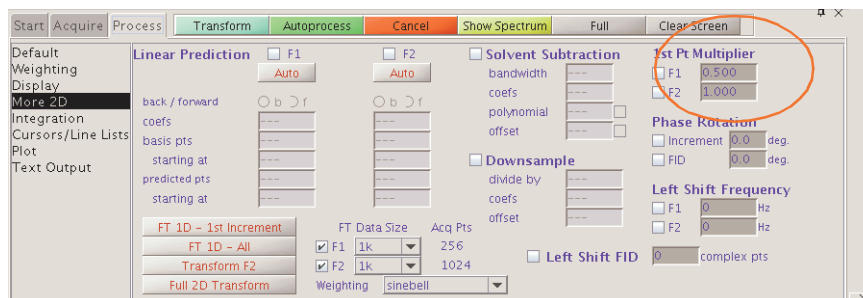 Start Acquire Process Transform Autoprocess Cancel Show Spectrum Full Clear Screen
Default
Weighting
Display
More 2D
Integration
Cursors/Line Lists
Plot
Text Output
Linear Prediction F1 F2
Auto Auto
back / forward b f b f
coefs --- ---
basis pts --- ---
starting at --- ---
predicted pts --- ---
starting at --- ---
FT 1D - 1st Increment
FT 1D - All
Transform F2
Full 2D Transform
FT Data Size Acq Pts
F1 1k 256
F2 1k 1024
Weighting sinebell
Solvent Subtraction
bandwidth ---
coefs ---
polynomial ---
offset ---
Downsample
divide by ---
coefs ---
offset ---
Left Shift FID 0 complex pts
1st Pt Multiplier
F1 0.500
F2 1.000
Phase Rotation
Increment 0.0 deg.
FID 0.0 deg.
Left Shift Frequency
F1 0 Hz
F2 0 Hz